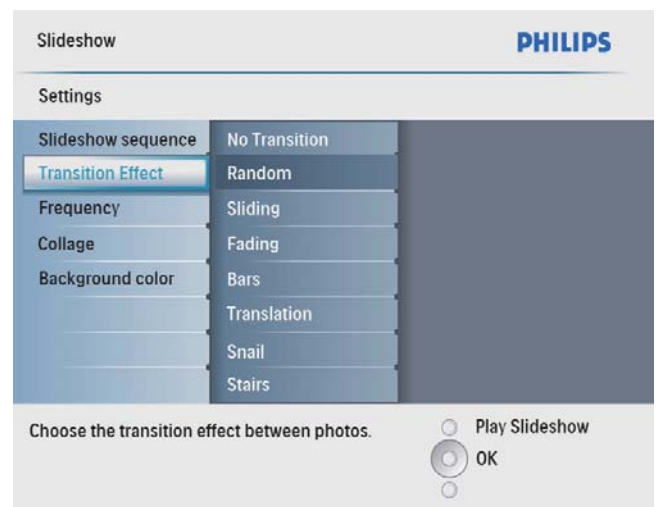 Slideshow
PHILIPS
Settings
Slideshow sequence
Transition Effect
Frequency
Collage
Background color
No Transition
Random
Sliding
Fading
Bars
Translation
Snail
Stairs
Choose the transition effect between photos.
Play Slideshow
OK